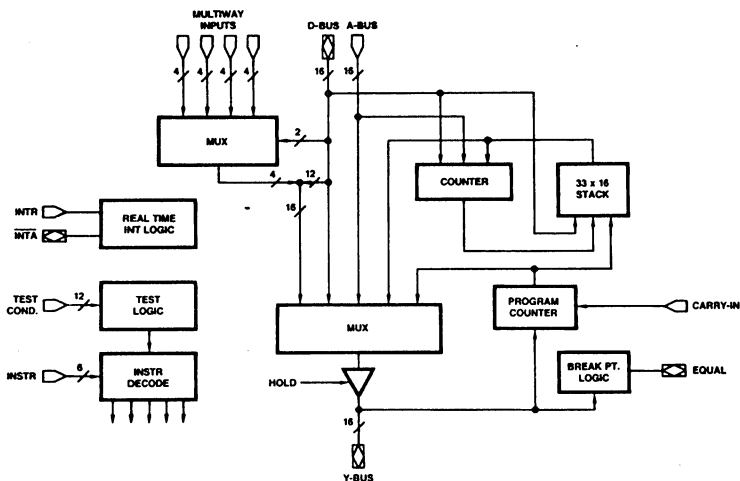 MULTIWAY
INPUTS
D-BUS A-BUS
4 4 4 4 16 16
MUX
2
4 12
16
COUNTER
33 x 16
STACK
INTR
INTA
REAL TIME
INT LOGIC
TEST
COND.
12
TEST
LOGIC
MUX
PROGRAM
COUNTER
CARRY-IN
INSTR
6
INSTR
DECODE
HOLD
BREAK PT.
LOGIC
EQUAL
16
Y-BUS